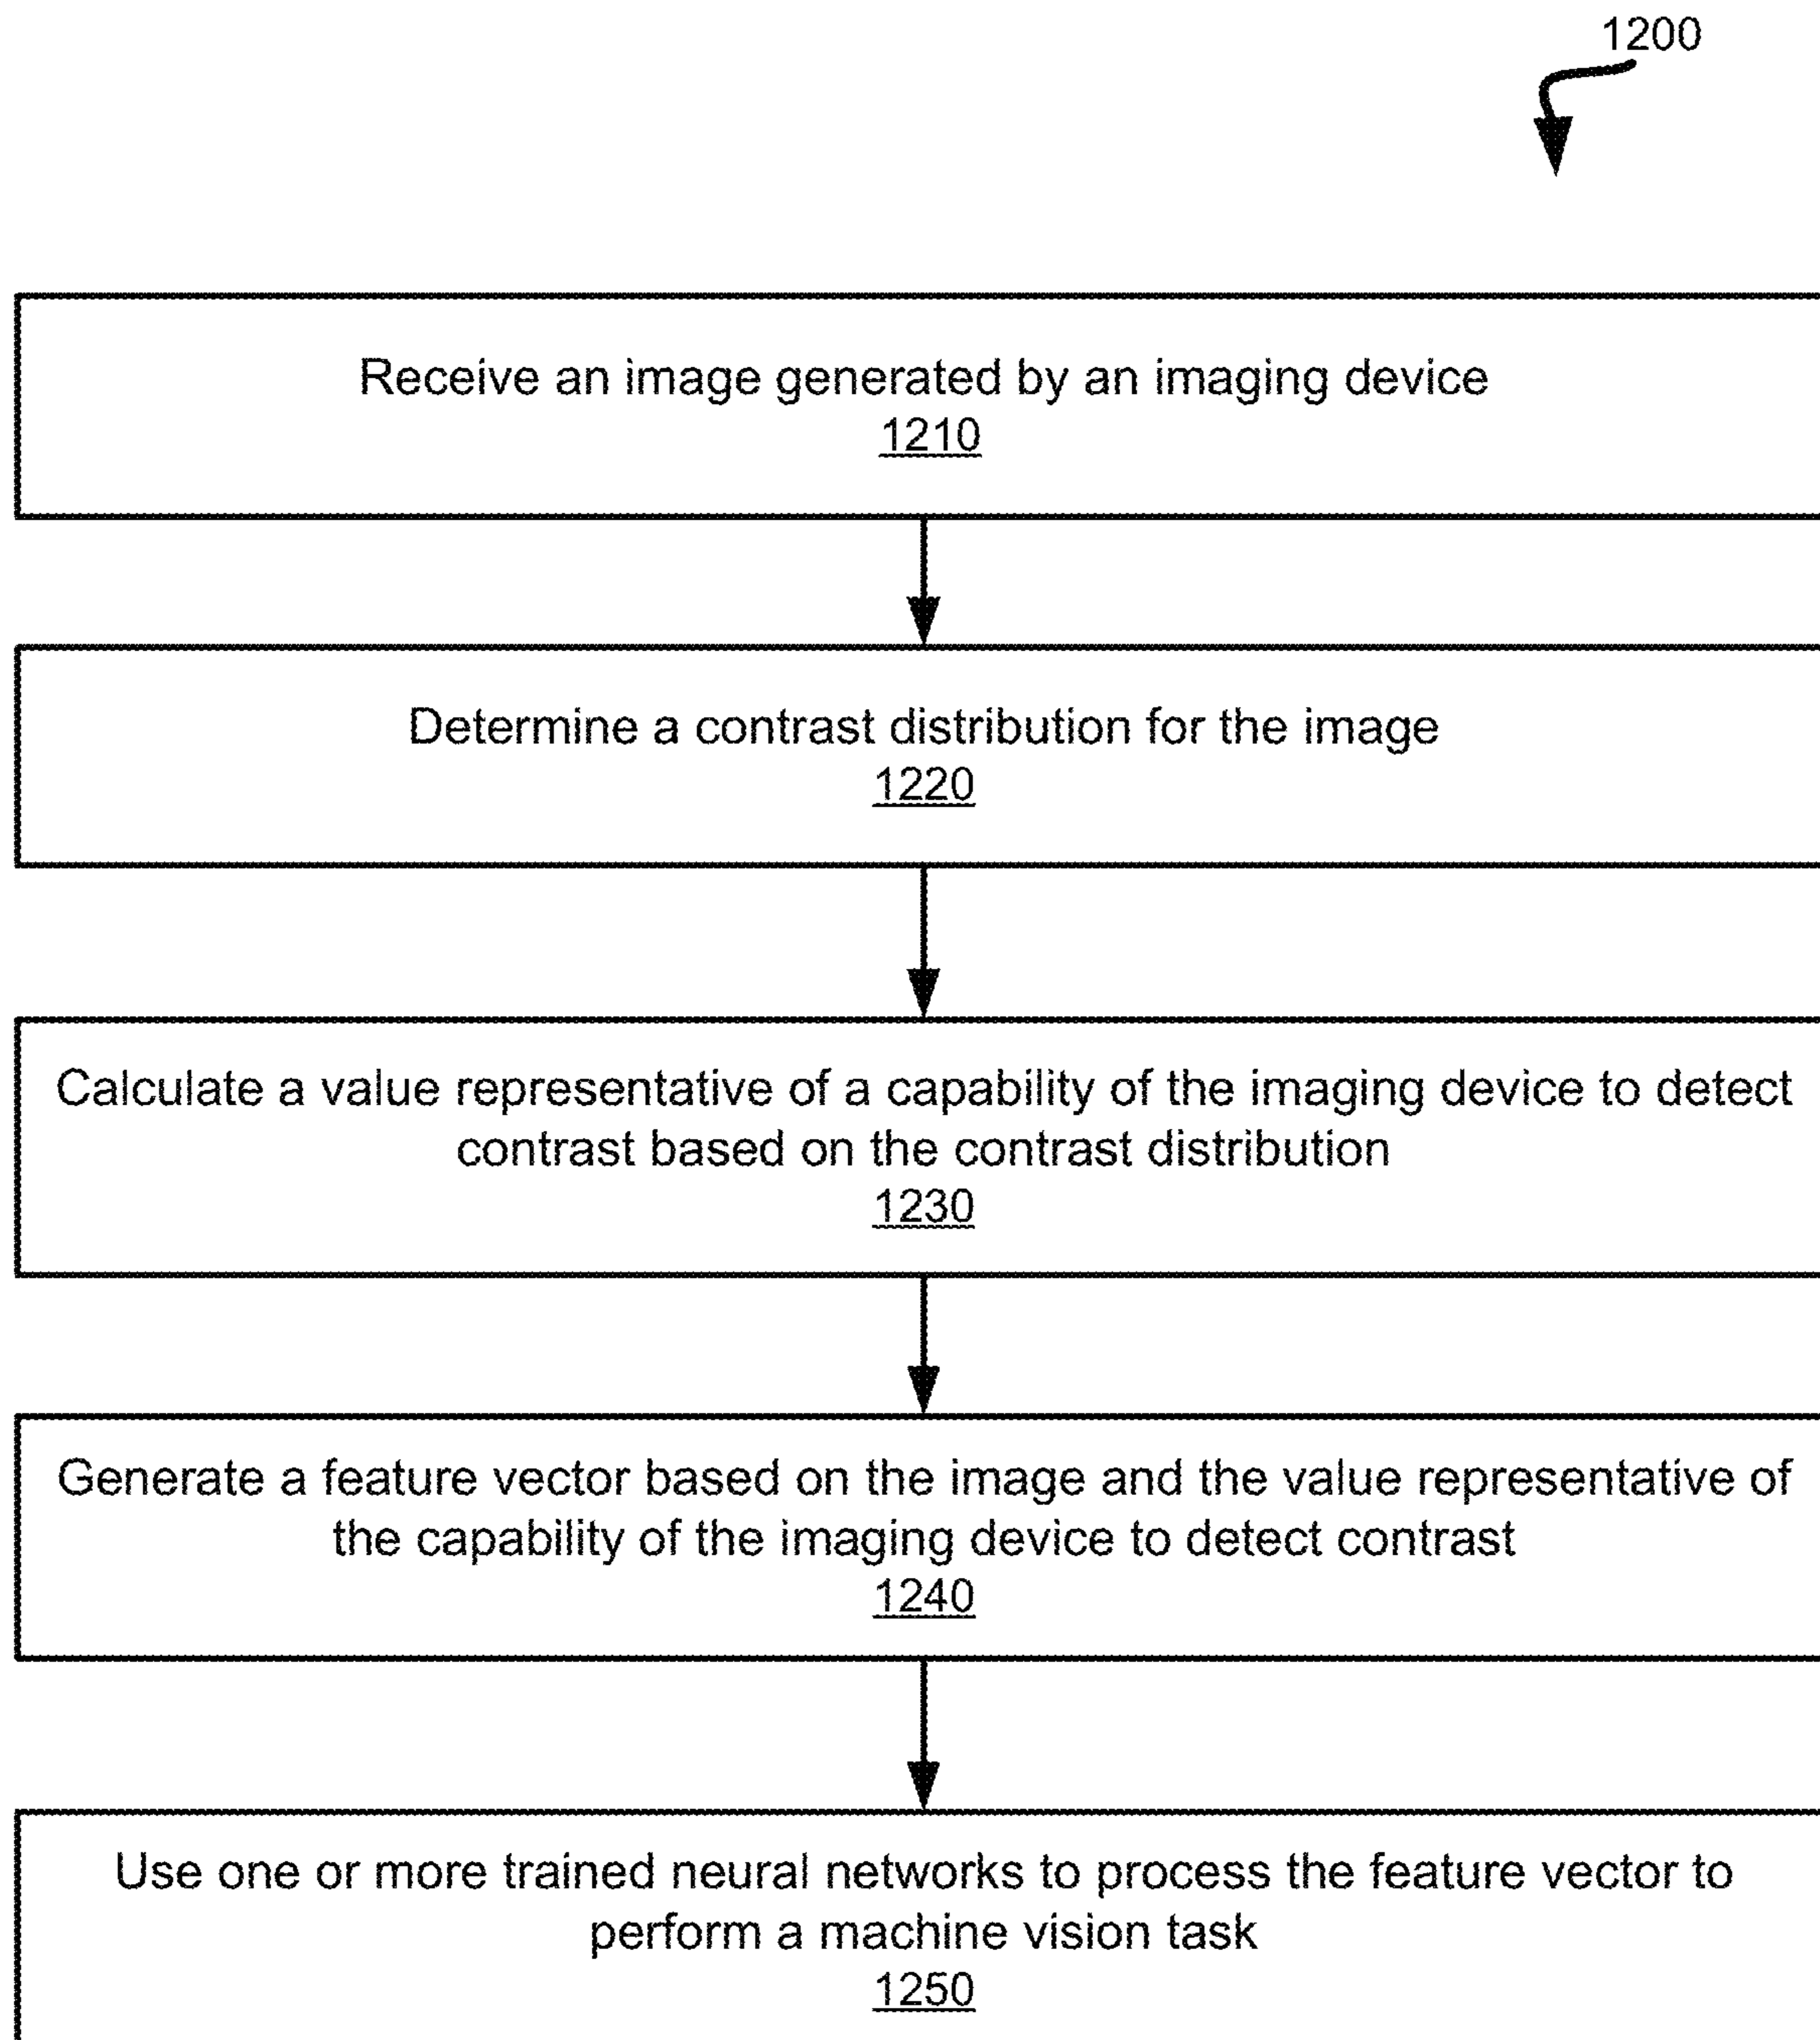 1200
Receive an image generated by an imaging device
1210
Determine a contrast distribution for the image
1220
Calculate a value representative of a capability of the imaging device to detect
contrast based on the contrast distribution
1230
Generate a feature vector based on the image and the value representative of
the capability of the imaging device to detect contrast
1240
Use one or more trained neural networks to process the feature vector to
perform a machine vision task
1250